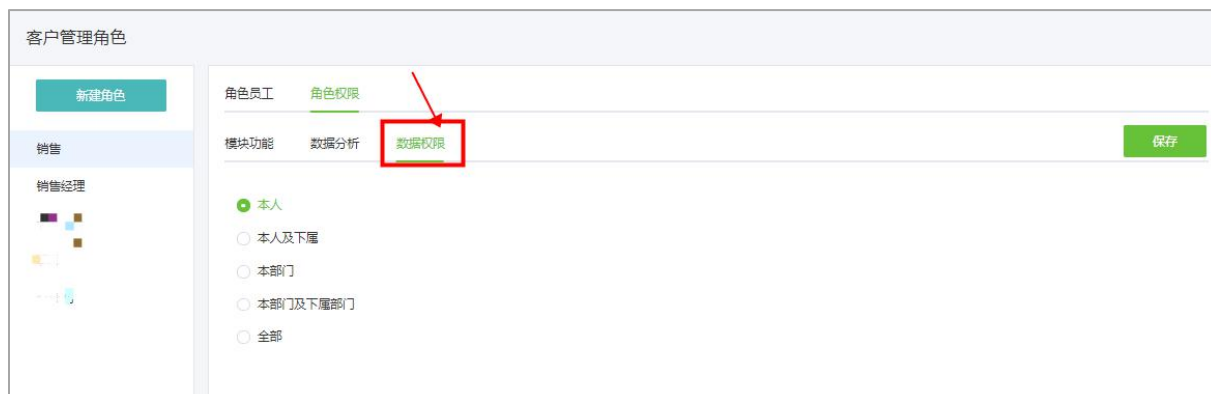 客户管理角色
新建角色
角色员工 角色权限
销售
模块功能 数据分析 数据权限 保存
销售经理
本人
本人及下属
本部门
本部门及下属部门
全部